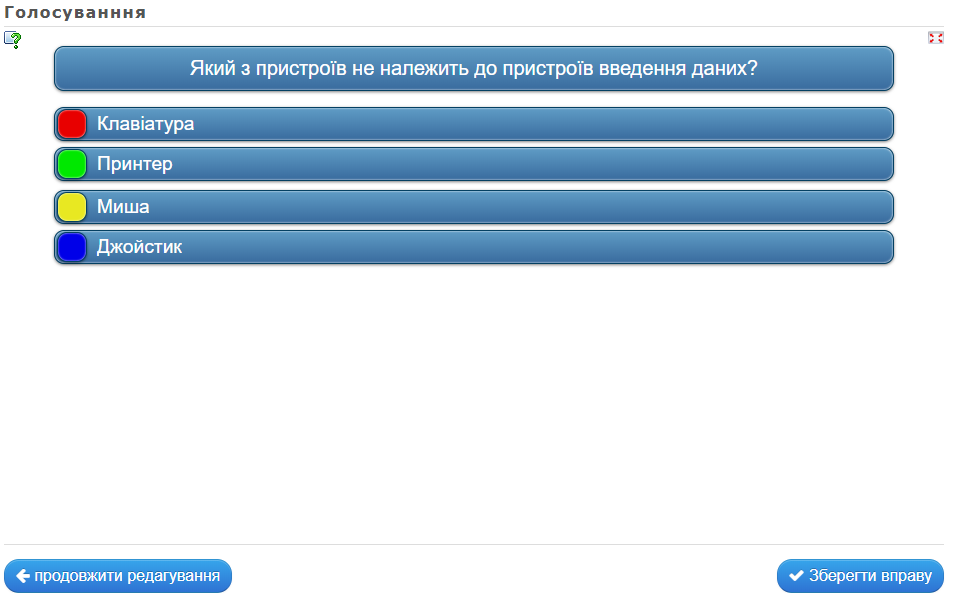 Голосуванння
Який з пристроїв не належить до пристроїв введення даних?
Клавіатура
Принтер
Миша
Джойстик
продовжити редагування
Зберегти вправу